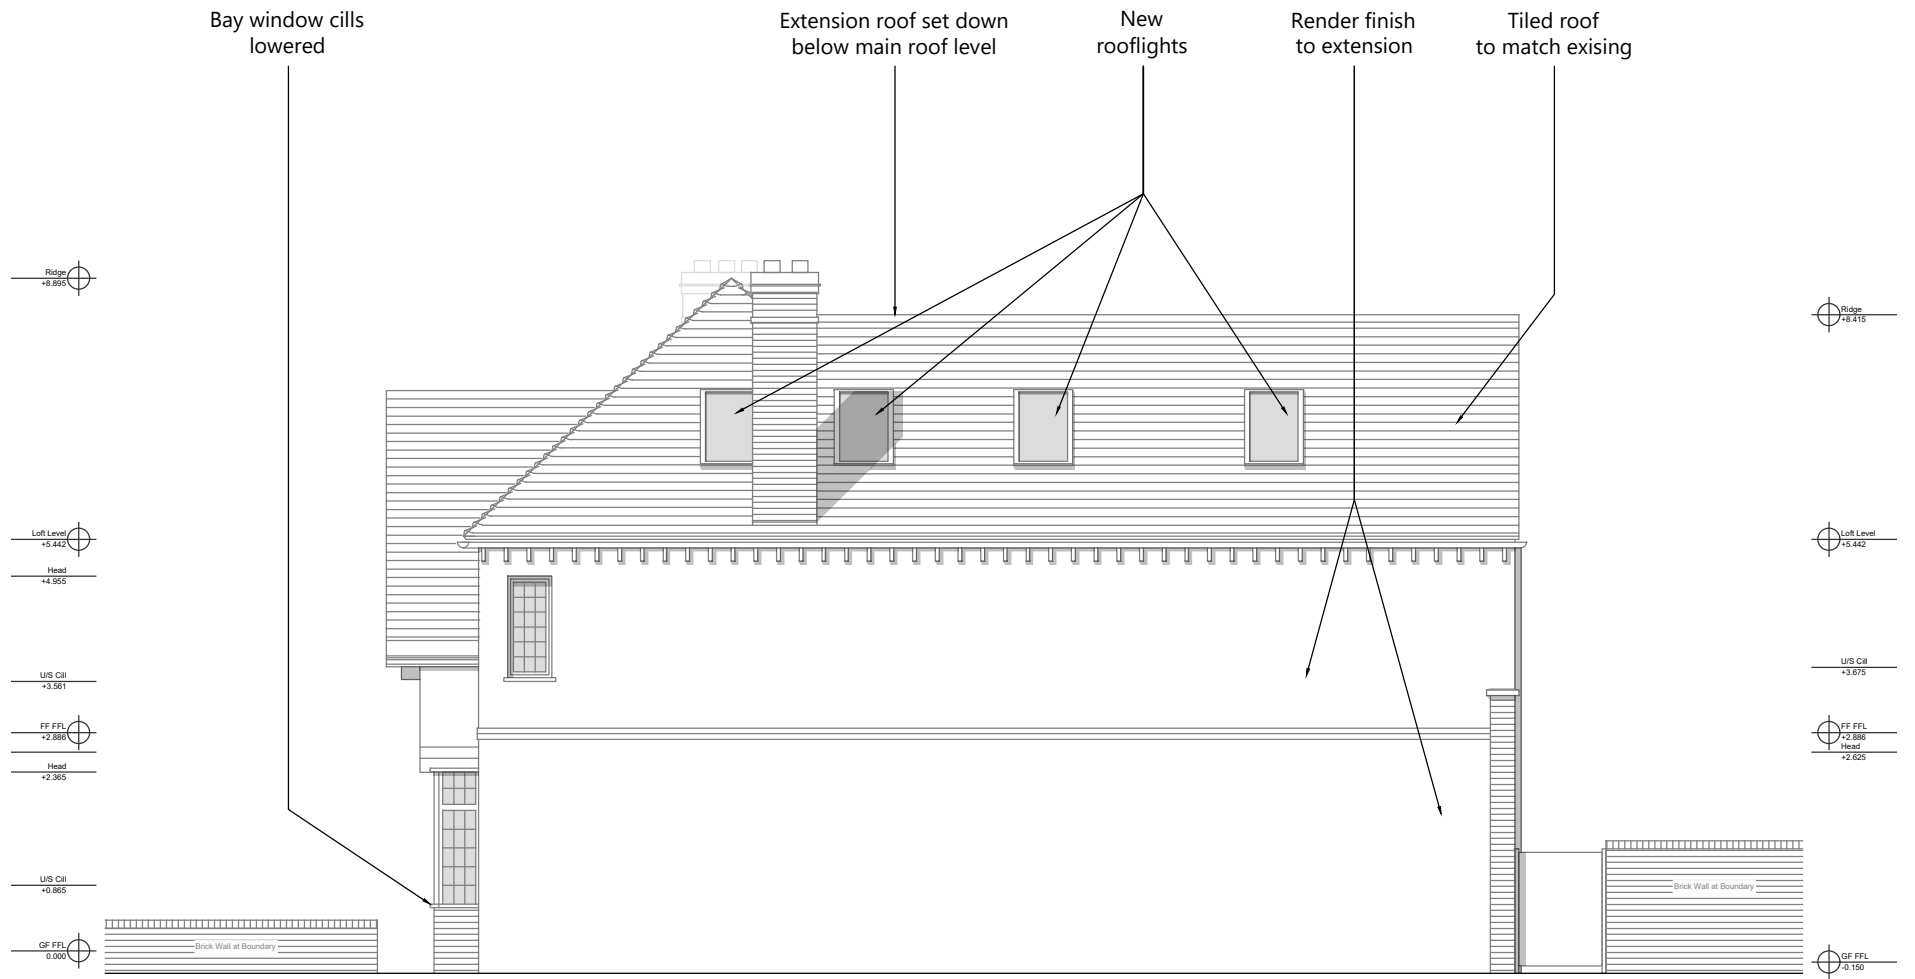 Bay window cills
lowered
Extension roof set down
below main roof level
New
rooflights
Render finish
to extension
Tiled roof
to match exising
Ridge
+8.895
Loft Level
+5.442
Head
+4.955
U/S Cill
+3.561
FF FFL
+2.886
Head
+2.365
U/S Cill
+0.865
GF FFL
0.000
Brick Wall at Boundary
Ridge
+8.415
Loft Level
+5.442
U/S Cill
+3.675
FF FFL
+2.886
Head
+2.625
Brick Wall at Boundary
GF FFL
-0.150